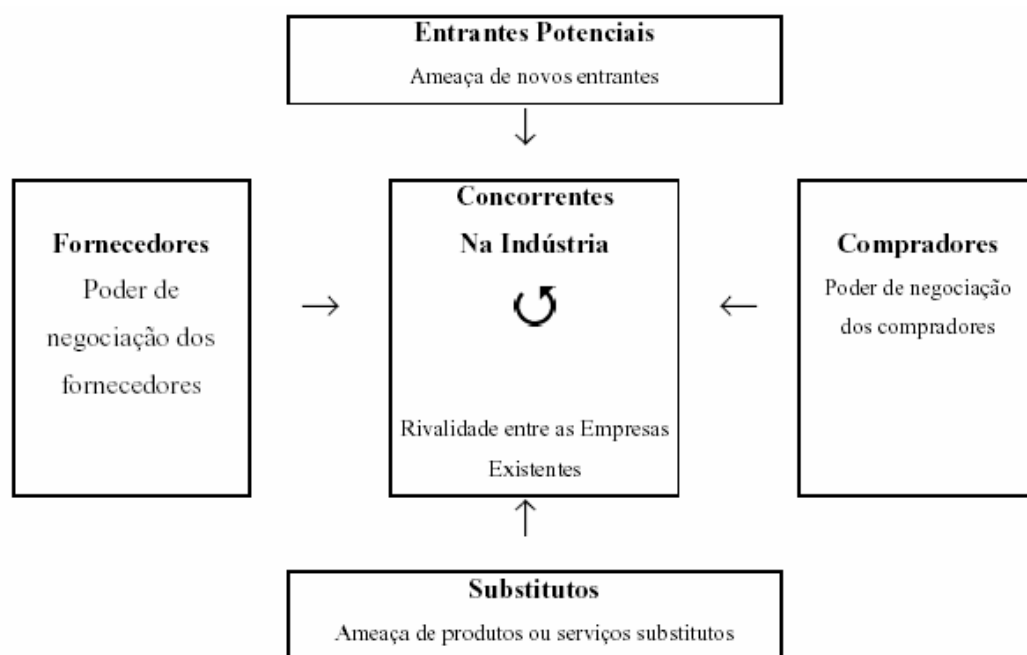 Entrantes Potenciais
Ameaça de novos entrantes
Fornecedores
Poder de
negociação dos
fornecedores
Concorrentes
Na Indústria
Rivalidade entre as Empresas
Existentes
Compradores
Poder de negociação
dos compradores
Substitutos
Ameaça de produtos ou serviços substitutos